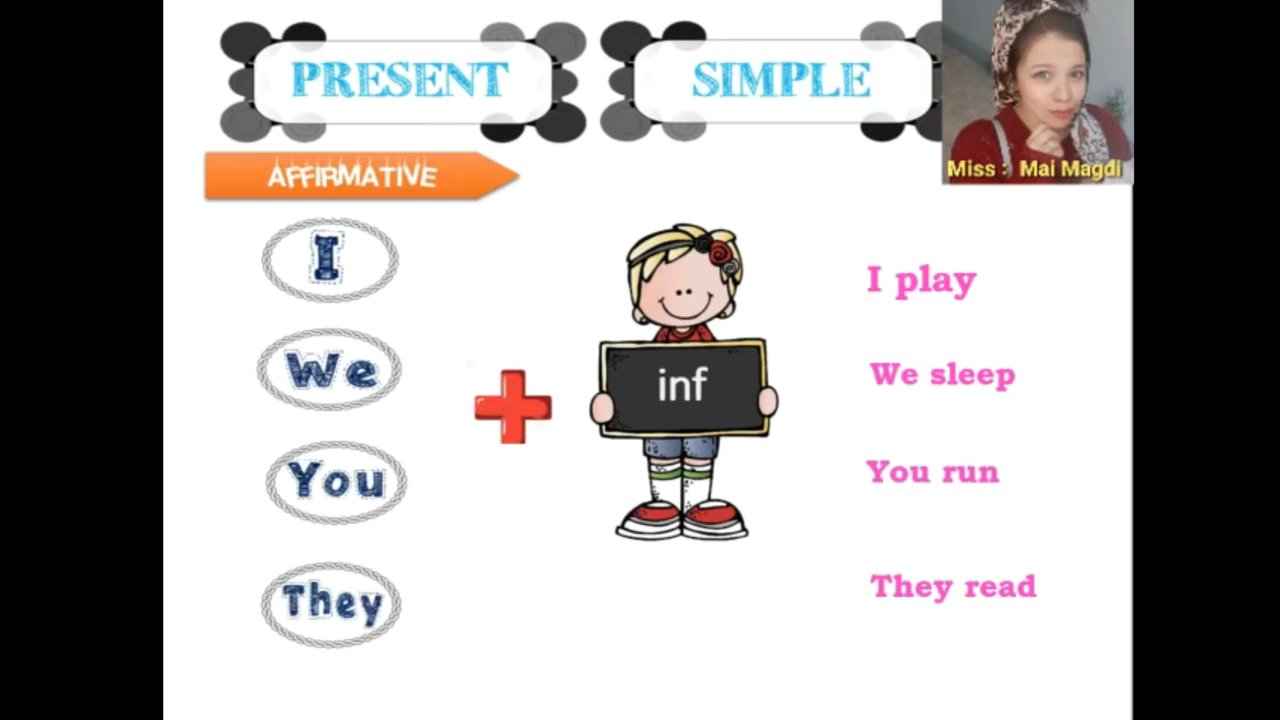 PRESENT SIMPLE
Miss : Mai Magdi
AFFIRMATIVE
I
We
You
They
inf
I play
We sleep
You run
They read